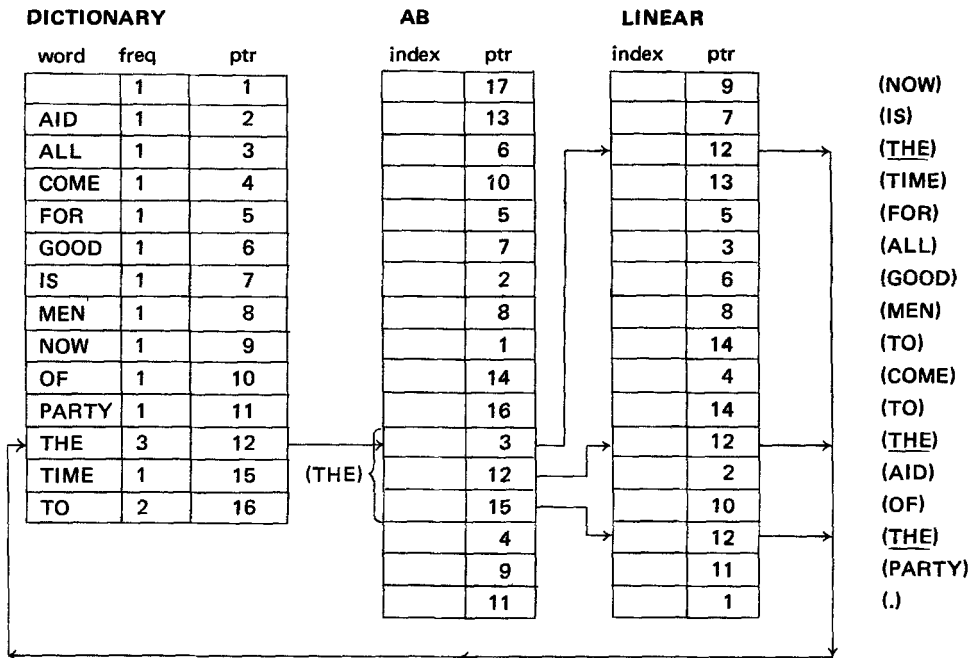 DICTIONARY AB LINEAR
word freq ptr index ptr index ptr
1 1 17 9 (NOW)
AID 1 2 13 7 (IS)
ALL 1 3 6 12 (THE)
COME 1 4 10 13 (TIME)
FOR 1 5 5 5 (FOR)
GOOD 1 6 7 3 (ALL)
IS 1 7 2 6 (GOOD)
MEN 1 8 8 8 (MEN)
NOW 1 9 1 14 (TO)
OF 1 10 14 4 (COME)
PARTY 1 11 16 14 (TO)
THE 3 12 3 12 (THE)
TIME 1 15 (THE) 12 2 (AID)
TO 2 16 15 10 (OF)
4 12 (THE)
9 11 (PARTY)
11 1 (.)